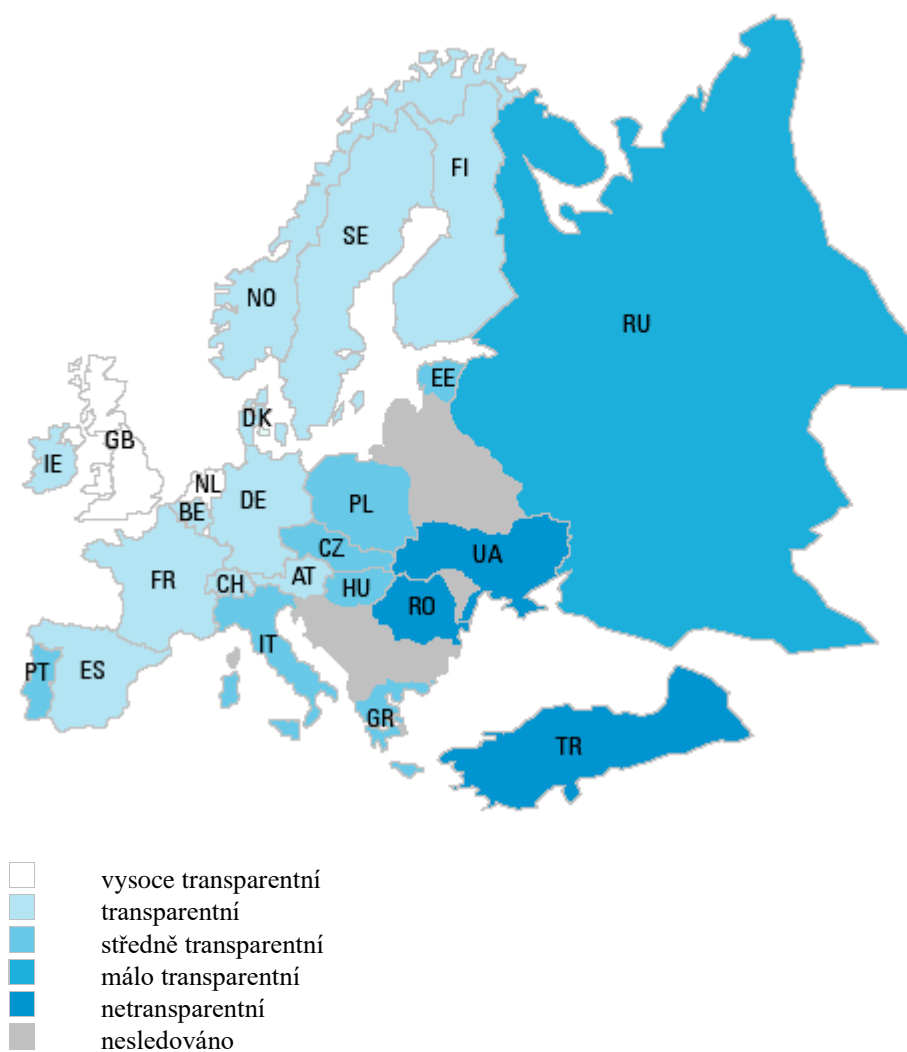 FI
SE
NO
RU
EE
DK
GB
IE
NL
DE
BE
PL
CZ
UA
FR
CH
AT
HU
RO
IT
PT
ES
GR
TR
vysoce transparentní
transparentní
středně transparentní
málo transparentní
netransparentní
nesledováno